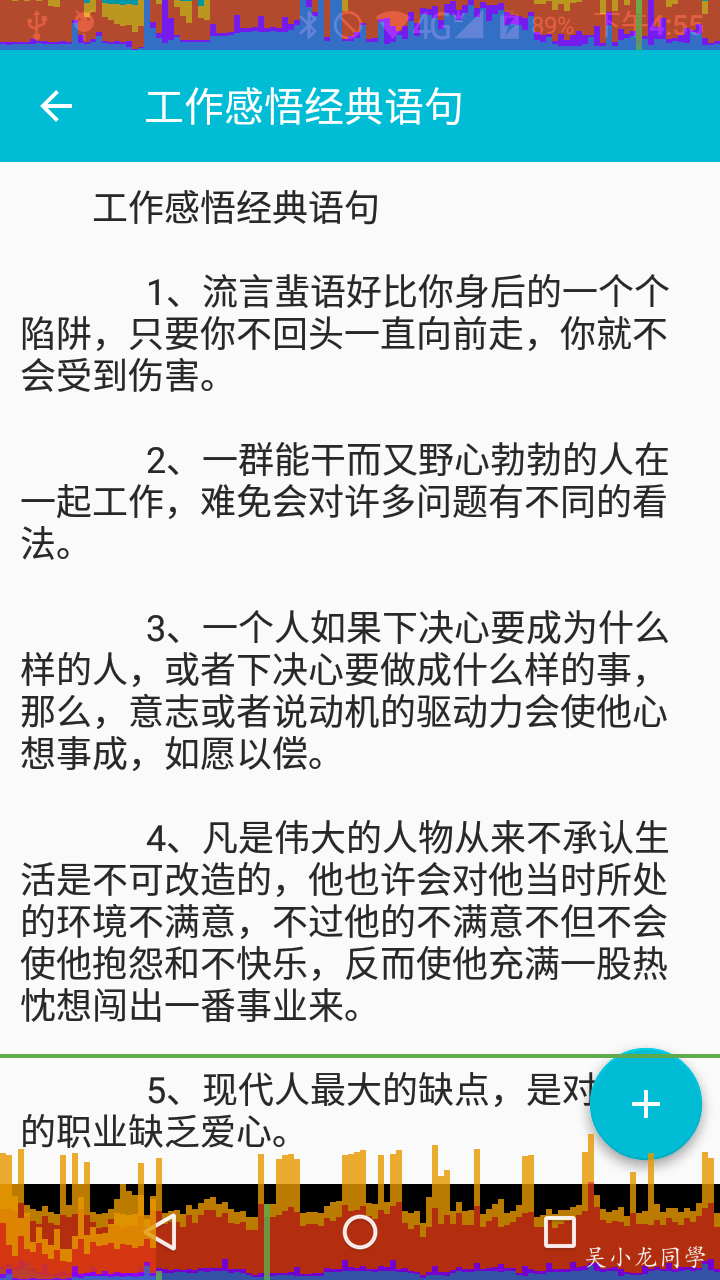 4G 89% 下午4:55
工作感悟经典语句
工作感悟经典语句
1、流言蜚语好比你身后的一个个
陷阱，只要你不回头一直向前走，你就不
会受到伤害。
2、一群能干而又野心勃勃的人在
一起工作，难免会对许多问题有不同的看
法。
3、一个人如果下决心要成为什么
样的人，或者下决心要做成什么样的事，
那么，意志或者说动机的驱动力会使他心
想事成，如愿以偿。
4、凡是伟大的人物从来不承认生
活是不可改造的，他也许会对他当时所处
的环境不满意，不过他的不满意不但不会
使他抱怨和不快乐，反而使他充满一股热
忱想闯出一番事业来。
5、现代人最大的缺点，是对
的职业缺乏爱心。
吴小龙同學